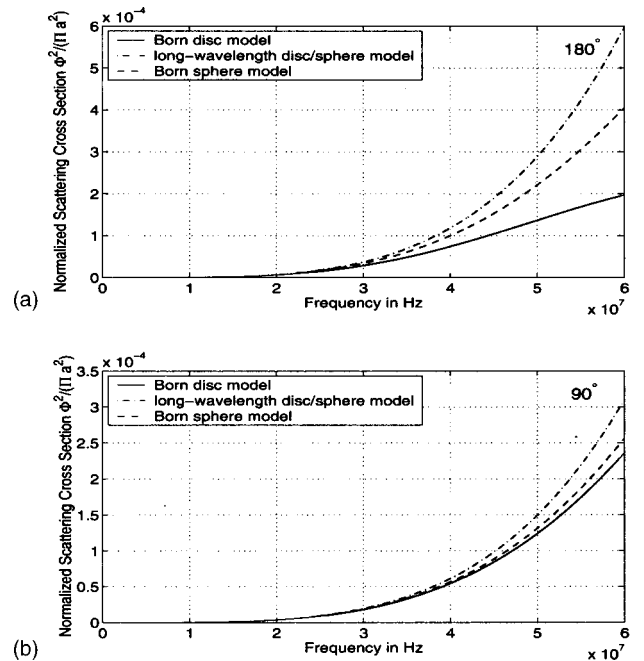 x 10⁻⁴
6
5
4
3
2
1
0
Normalized Scattering Cross Section Φ²/(Π a²)
Born disc model
long−wavelength disc/sphere model
Born sphere model
180°
0 1 2 3 4 5 6
Frequency in Hz
x 10⁷
(a)
x 10⁻⁴
3.5
3
2.5
2
1.5
1
0.5
0
Normalized Scattering Cross Section Φ²/(Π a²)
Born disc model
long−wavelength disc/sphere model
Born sphere model
90°
0 1 2 3 4 5 6
Frequency in Hz
x 10⁷
(b)